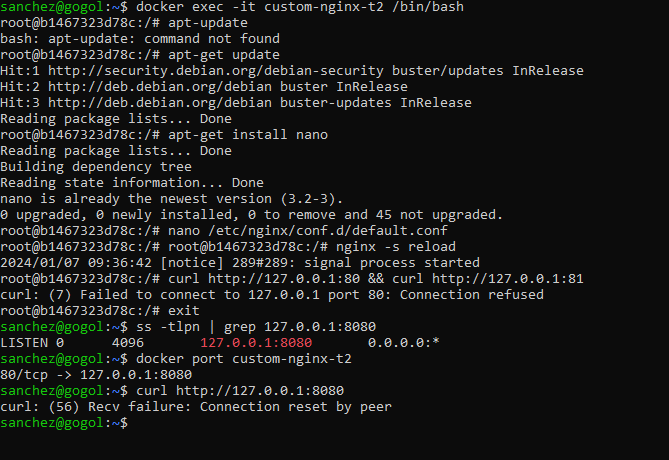 sanchez@gogol:~$ docker exec -it custom-nginx-t2 /bin/bash
root@b1467323d78c:/# apt-update
bash: apt-update: command not found
root@b1467323d78c:/# apt-get update
Hit:1 http://security.debian.org/debian-security buster/updates InRelease
Hit:2 http://deb.debian.org/debian buster InRelease
Hit:3 http://deb.debian.org/debian buster-updates InRelease
Reading package lists... Done
root@b1467323d78c:/# apt-get install nano
Reading package lists... Done
Building dependency tree
Reading state information... Done
nano is already the newest version (3.2-3).
0 upgraded, 0 newly installed, 0 to remove and 45 not upgraded.
root@b1467323d78c:/# nano /etc/nginx/conf.d/default.conf
root@b1467323d78c:/# root@b1467323d78c:/# nginx -s reload
2024/01/07 09:36:42 [notice] 289#289: signal process started
root@b1467323d78c:/# curl http://127.0.0.1:80 && curl http://127.0.0.1:81
curl: (7) Failed to connect to 127.0.0.1 port 80: Connection refused
root@b1467323d78c:/# exit
sanchez@gogol:~$ ss -tlpn | grep 127.0.0.1:8080
LISTEN 0 4096 127.0.0.1:8080 0.0.0.0:*
sanchez@gogol:~$ docker port custom-nginx-t2
80/tcp -> 127.0.0.1:8080
sanchez@gogol:~$ curl http://127.0.0.1:8080
curl: (56) Recv failure: Connection reset by peer
sanchez@gogol:~$